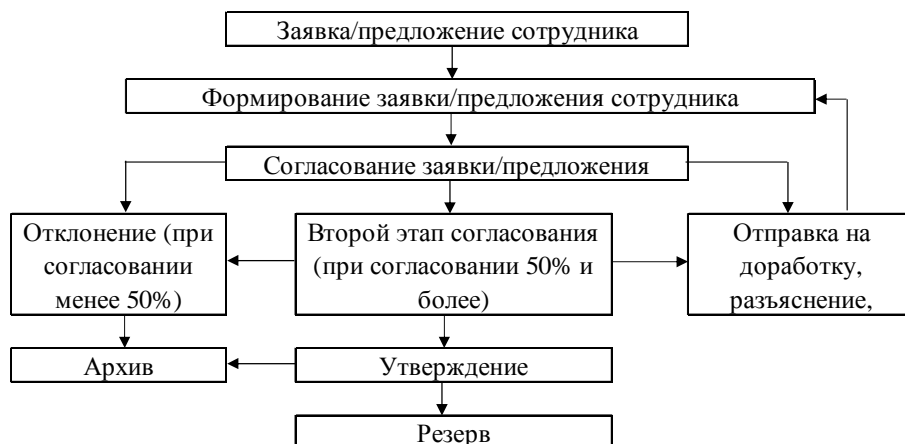 Заявка/предложение сотрудника
Формирование заявки/предложения сотрудника
Согласование заявки/предложения
Отклонение (при
согласовании
менее 50%)
Второй этап согласования
(при согласовании 50% и
более)
Отправка на
доработку,
разъяснение,
Архив
Утверждение
Резерв